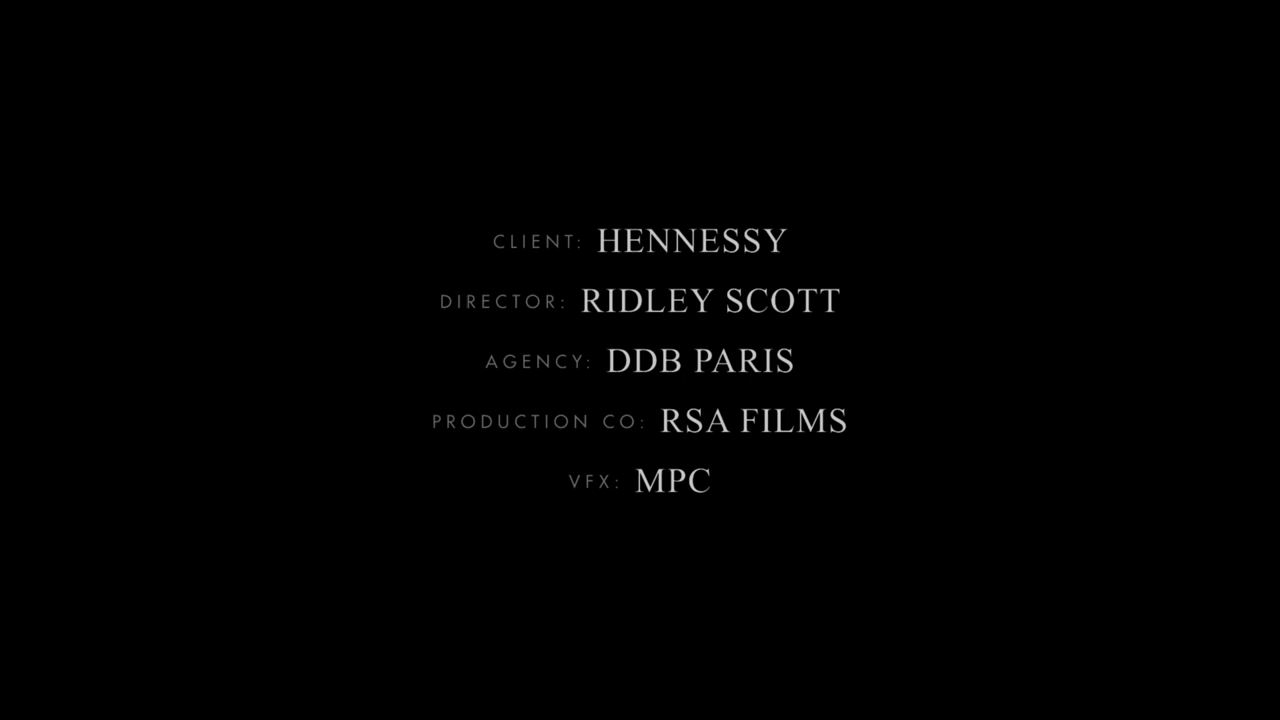 CLIENT: HENNESSY
DIRECTOR: RIDLEY SCOTT
AGENCY: DDB PARIS
PRODUCTION CO: RSA FILMS
VFX: MPC